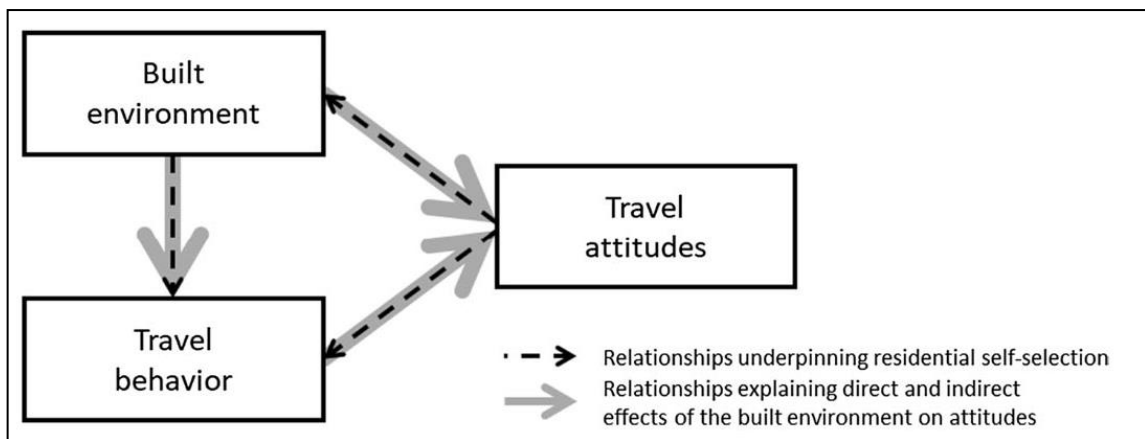 Built
environment
Travel
attitudes
Travel
behavior
Relationships underpinning residential self-selection
Relationships explaining direct and indirect
effects of the built environment on attitudes